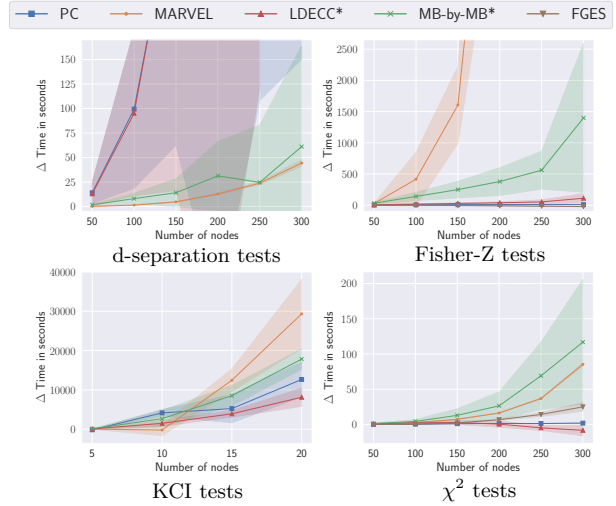 PC MARVEL LDECC* MB-by-MB* FGES
150
125
100
75
50
25
0
Δ Time in seconds
50 100 150 200 250 300
Number of nodes
d-separation tests
2500
2000
1500
1000
500
0
Δ Time in seconds
50 100 150 200 250 300
Number of nodes
Fisher-Z tests
40000
30000
20000
10000
0
Δ Time in seconds
5 10 15 20
Number of nodes
KCI tests
200
150
100
50
0
Δ Time in seconds
50 100 150 200 250 300
Number of nodes
χ² tests